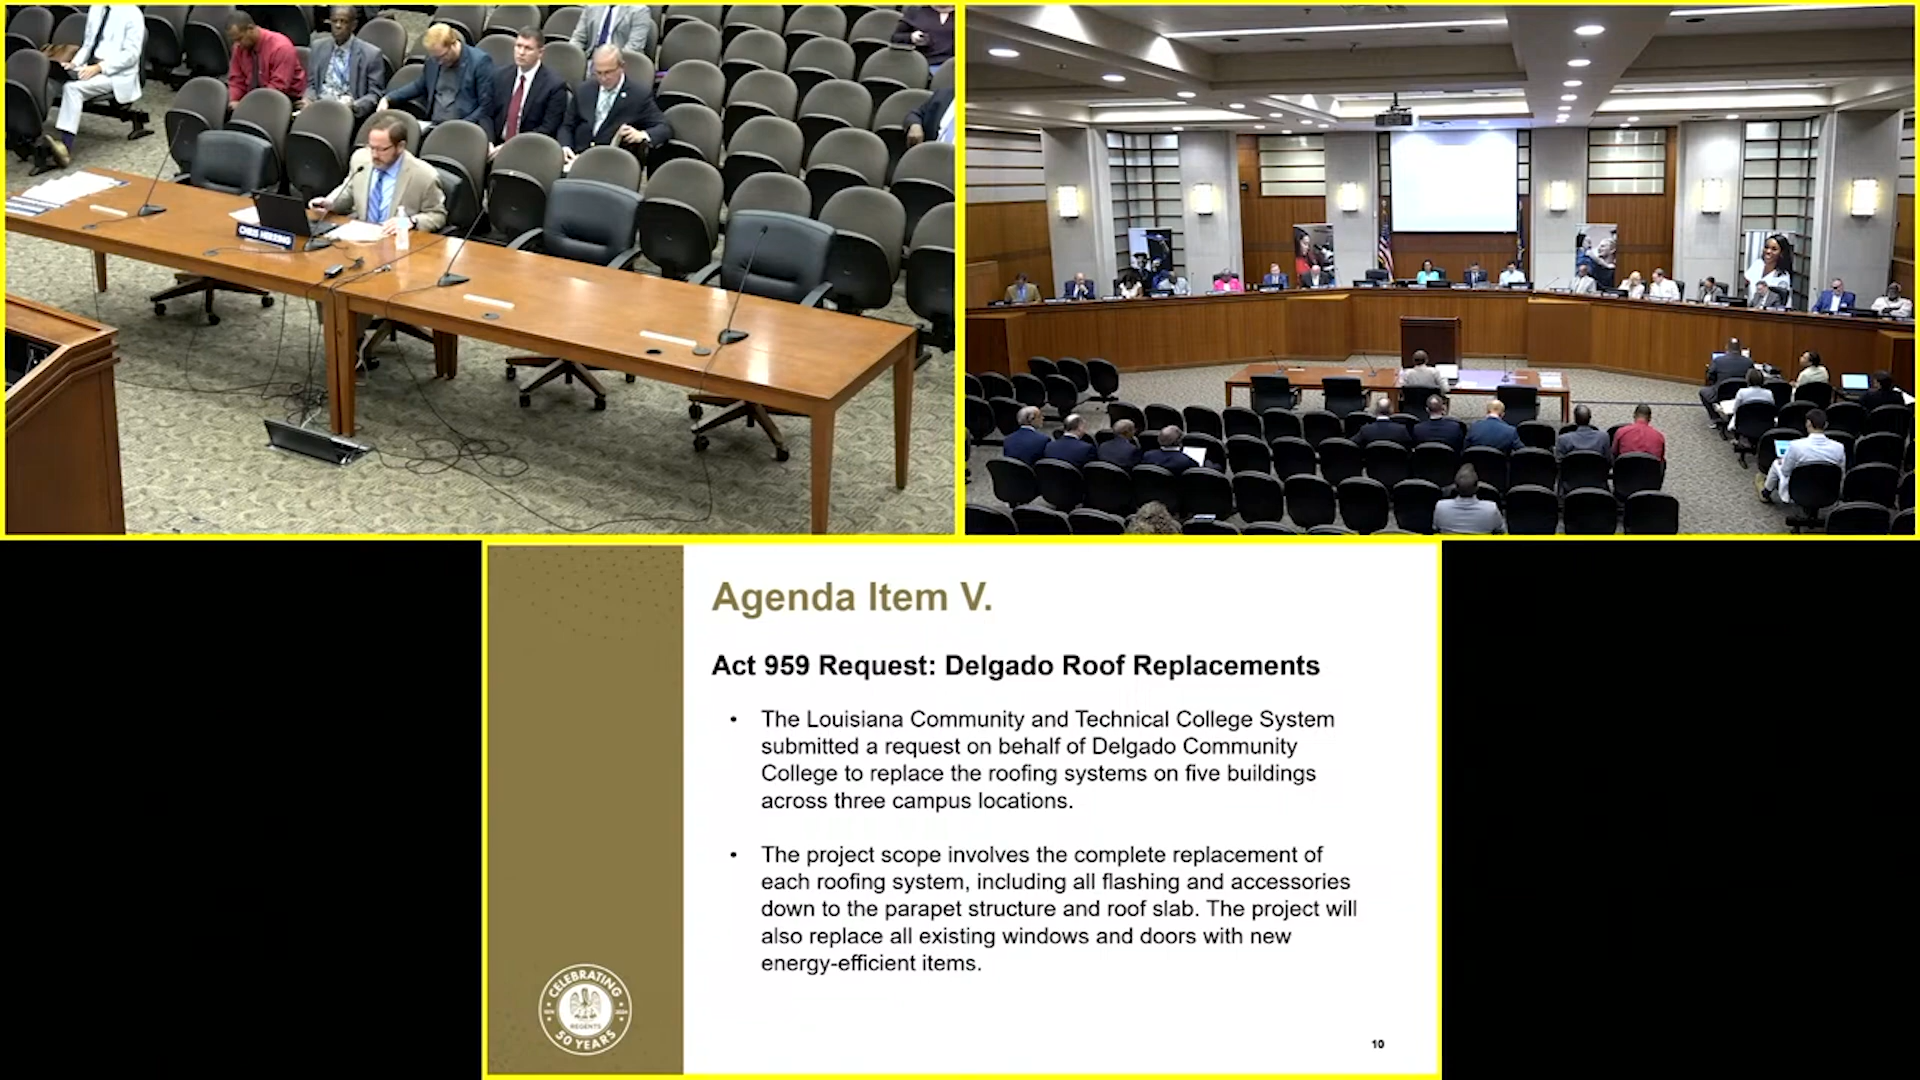 CHRIS HERRING
Agenda Item V.
Act 959 Request: Delgado Roof Replacements
• The Louisiana Community and Technical College System
submitted a request on behalf of Delgado Community
College to replace the roofing systems on five buildings
across three campus locations.
• The project scope involves the complete replacement of
each roofing system, including all flashing and accessories
down to the parapet structure and roof slab. The project will
also replace all existing windows and doors with new
energy-efficient items.
CELEBRATING
REGENTS
50 YEARS
10